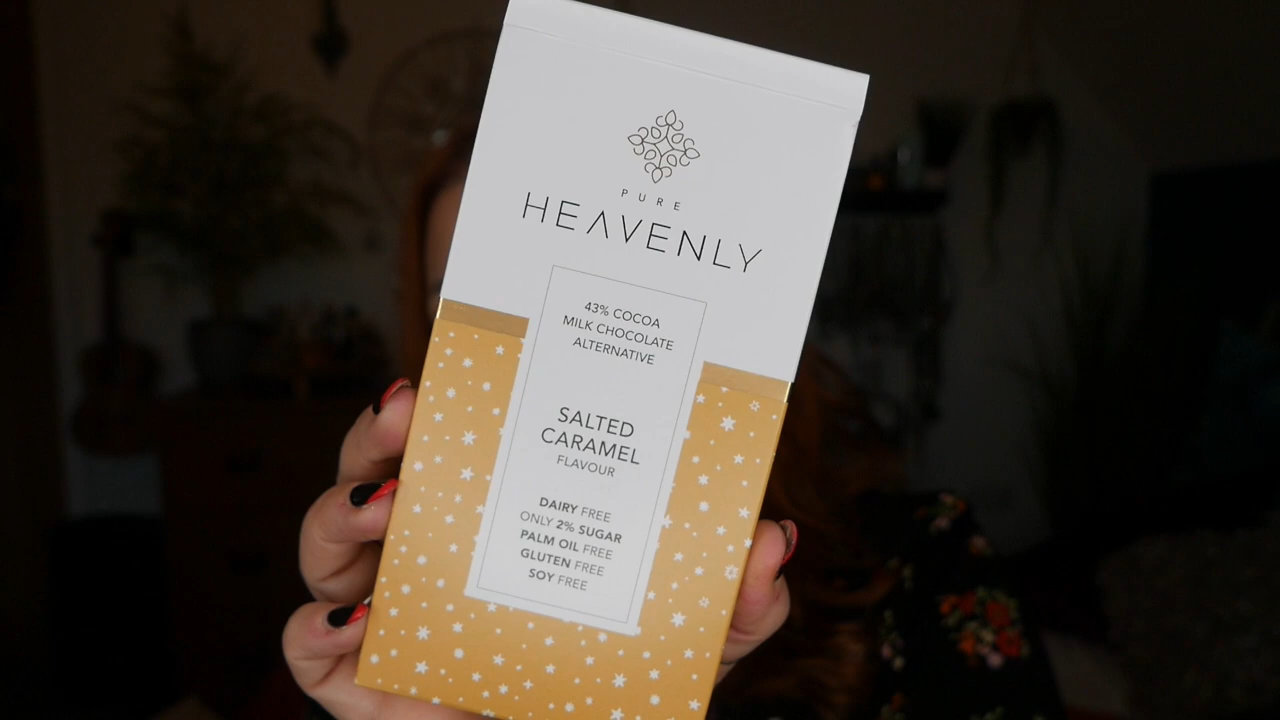 PURE
HEAVENLY
43% COCOA
MILK CHOCOLATE
ALTERNATIVE
SALTED
CARAMEL
FLAVOUR
DAIRY FREE
ONLY 2% SUGAR
PALM OIL FREE
GLUTEN FREE
SOY FREE